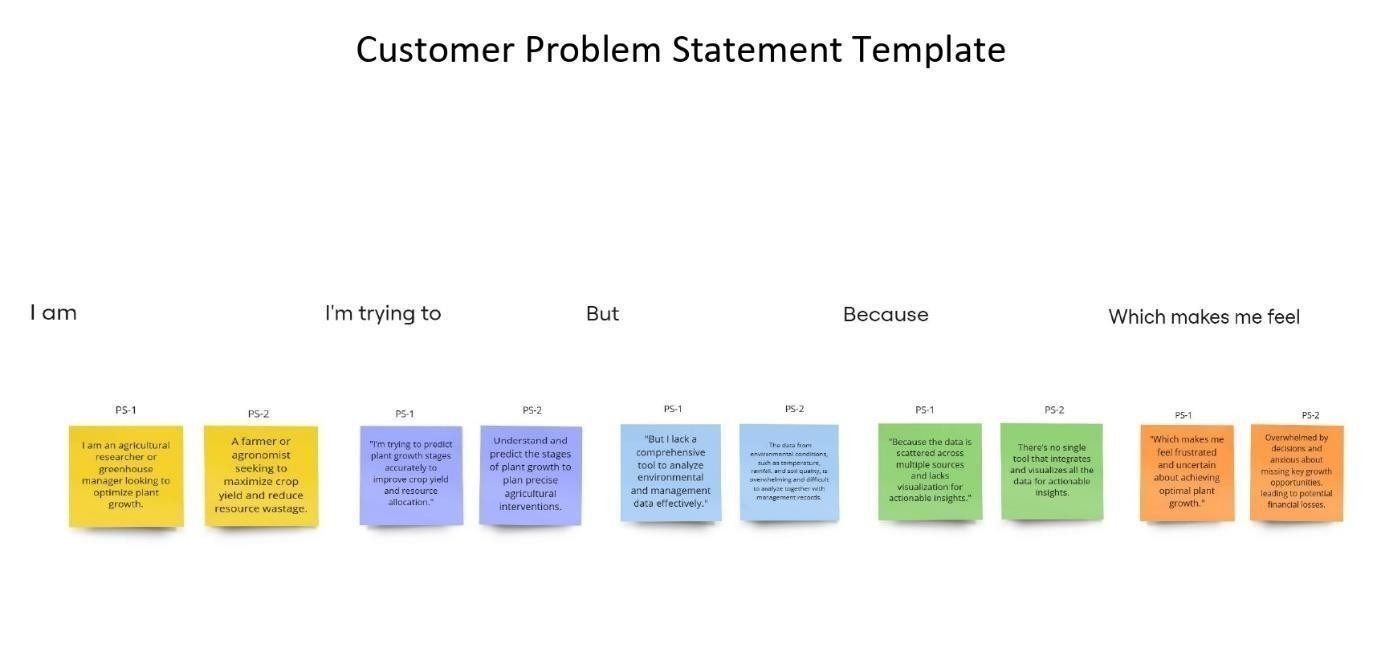 Customer Problem Statement Template
I am
I'm trying to
But
Because
Which makes me feel
PS-1
I am an agricultural
researcher or
greenhouse
manager looking to
optimize plant
growth.
PS-2
A farmer or
agronomist
seeking to
maximize crop
yield and reduce
resource wastage.
PS-1
"I'm trying to predict
plant growth stages
accurately to
improve crop yield
and resource
allocation."
PS-2
Understand and
predict the stages
of plant growth to
plan precise
agricultural
interventions.
PS-1
"But I lack a
comprehensive
tool to analyze
environmental
and management
data effectively."
PS-2
The data from
environmental conditions,
such as temperature,
rainfall, and soil quality, is
overwhelming and difficult
to analyze together with
management records.
PS-1
"Because the data is
scattered across
multiple sources
and lacks
visualization for
actionable insights."
PS-2
There's no single
tool that integrates
and visualizes all the
data for actionable
insights.
PS-1
"Which makes me
feel frustrated
and uncertain
about achieving
optimal plant
growth."
PS-2
Overwhelmed by
decisions and
anxious about
missing key growth
opportunities,
leading to potential
financial losses.